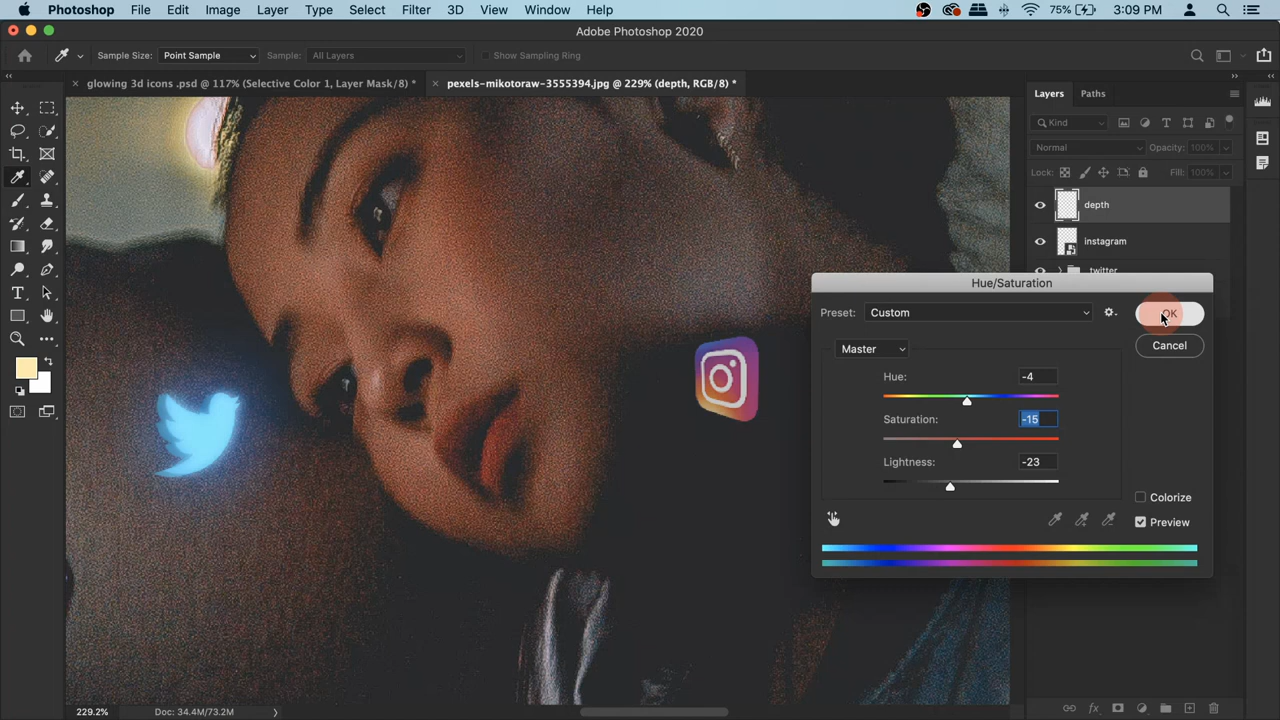 Photoshop File Edit Image Layer Type Select Filter 3D View Window Help 75% 3:09 PM
Adobe Photoshop 2020
Sample Size: Point Sample Sample: All Layers Show Sampling Ring
glowing 3d icons .psd @ 117% (Selective Color 1, Layer Mask/8) * pexels-mikotoraw-3555394.jpg @ 229% (depth, RGB/8) *
Layers Paths
Kind
Normal Opacity: 100%
Lock: Fill: 100%
depth
instagram
twitter
Hue/Saturation
Preset: Custom OK
Master Cancel
Hue: -4
Saturation: -15
Lightness: -23
Colorize
Preview
229.2% Doc: 34.4M/73.2M